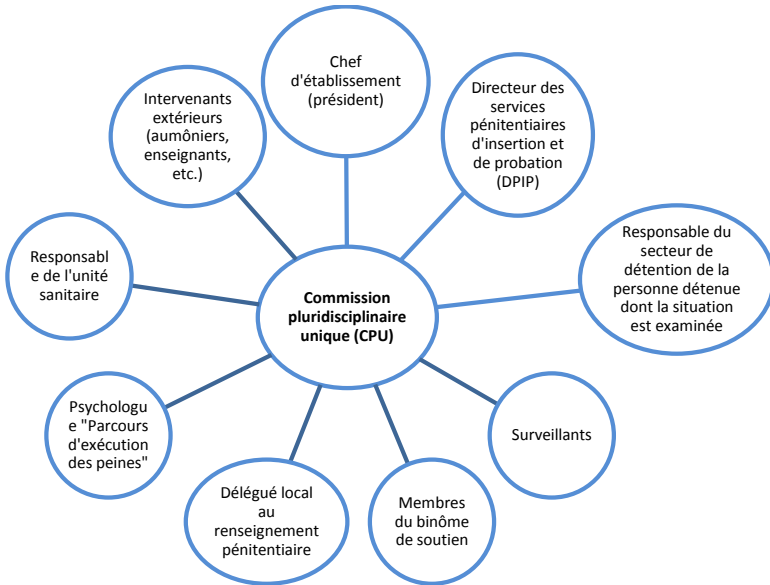 Chef
d'établissement
(président)
Directeur des
services
pénitentiaires
d'insertion et
de probation
(DPIP)
Responsable du
secteur de
détention de la
personne détenue
dont la situation
est examinée
Surveillants
Membres
du binôme
de soutien
Délégué local
au
renseignement
pénitentiaire
Psychologu
e "Parcours
d'exécution
des peines"
Responsabl
e de l'unité
sanitaire
Intervenants
extérieurs
(aumôniers,
enseignants,
etc.)
Commission
pluridisciplinaire
unique (CPU)